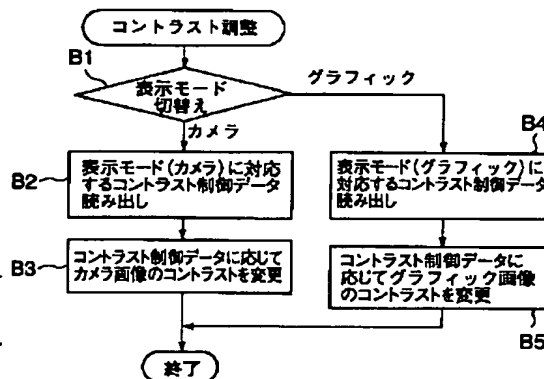 コントラスト調整
B1
表示モード
切替え
グラフィック
カメラ
B2
表示モード(カメラ)に対応
するコントラスト制御データ
読み出し
B4
表示モード(グラフィック)に
対応するコントラスト制御データ
読み出し
B3
コントラスト制御データに応じて
カメラ画像のコントラストを変更
コントラスト制御データに
応じてグラフィック画像
のコントラストを変更
B5
終了